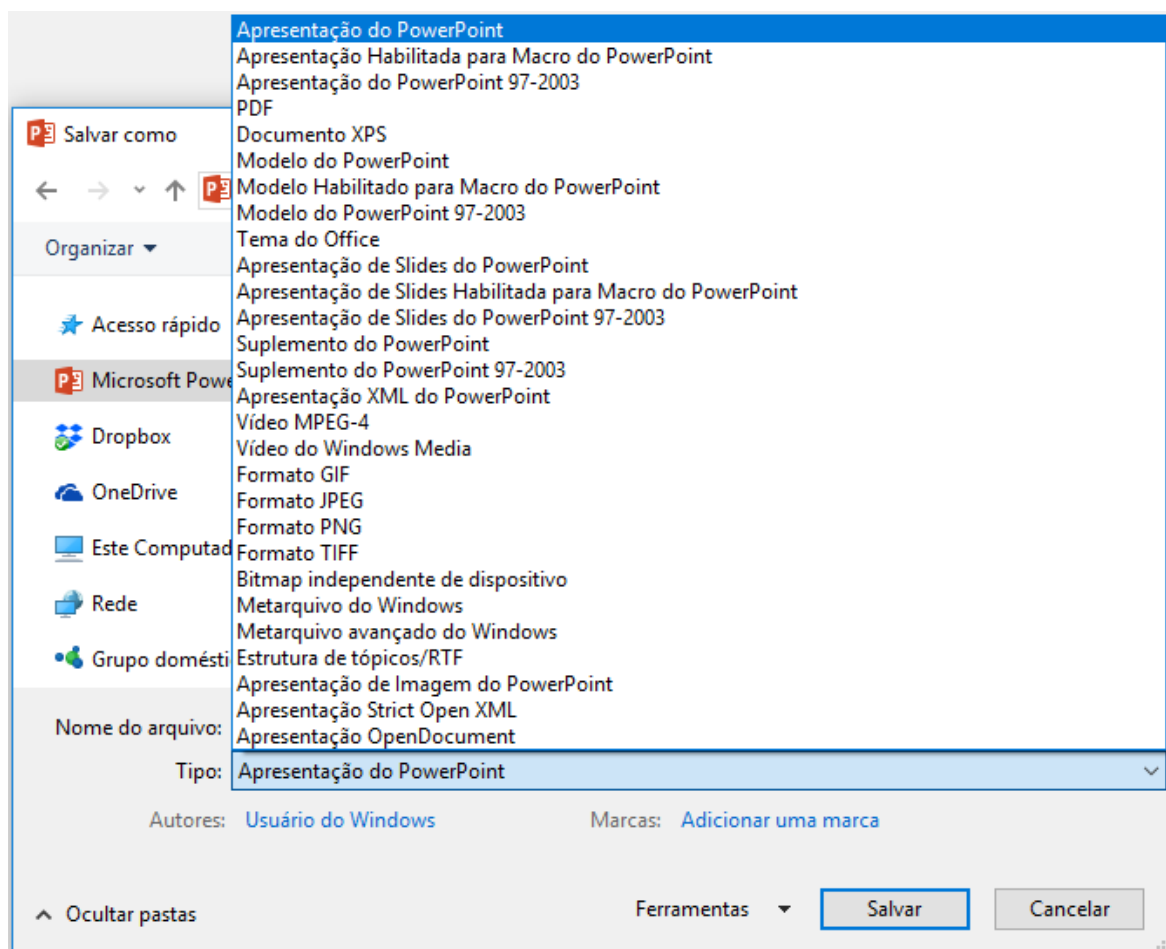 Apresentação do PowerPoint
Apresentação Habilitada para Macro do PowerPoint
Apresentação do PowerPoint 97-2003
PDF
Documento XPS
Modelo do PowerPoint
Modelo Habilitado para Macro do PowerPoint
Modelo do PowerPoint 97-2003
Tema do Office
Apresentação de Slides do PowerPoint
Apresentação de Slides Habilitada para Macro do PowerPoint
Apresentação de Slides do PowerPoint 97-2003
Suplemento do PowerPoint
Suplemento do PowerPoint 97-2003
Apresentação XML do PowerPoint
Vídeo MPEG-4
Vídeo do Windows Media
Formato GIF
Formato JPEG
Formato PNG
Formato TIFF
Bitmap independente de dispositivo
Metarquivo do Windows
Metarquivo avançado do Windows
Estrutura de tópicos/RTF
Apresentação de Imagem do PowerPoint
Apresentação Strict Open XML
Apresentação OpenDocument
Salvar como
Organizar
Acesso rápido
Microsoft Powe
Dropbox
OneDrive
Este Computad
Rede
Grupo domésti
Nome do arquivo:
Tipo: Apresentação do PowerPoint
Autores: Usuário do Windows Marcas: Adicionar uma marca
Ocultar pastas Ferramentas Salvar Cancelar